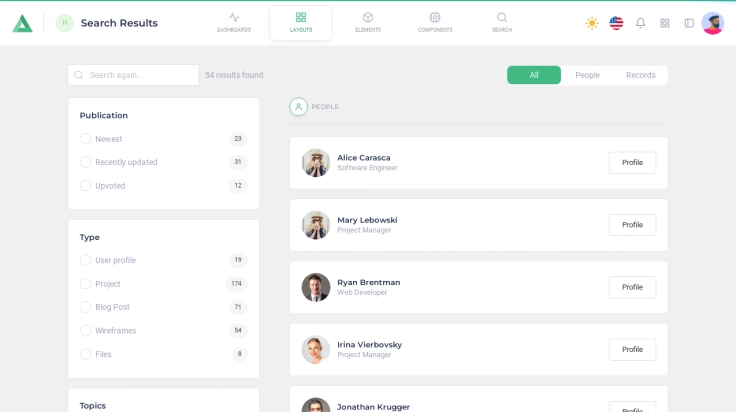 H
Search Results
DASHBOARDS
LAYOUTS
ELEMENTS
COMPONENTS
SEARCH
Search again...
54 results found
All
People
Records
Publication
Newest
23
Recently updated
31
Upvoted
12
Type
User profile
19
Project
174
Blog Post
71
Wireframes
54
Files
8
Topics
PEOPLE
Alice Carasca
Software Engineer
Profile
Mary Lebowski
Project Manager
Profile
Ryan Brentman
Web Developer
Profile
Irina Vierbovsky
Project Manager
Profile
Jonathan Krugger
Profile